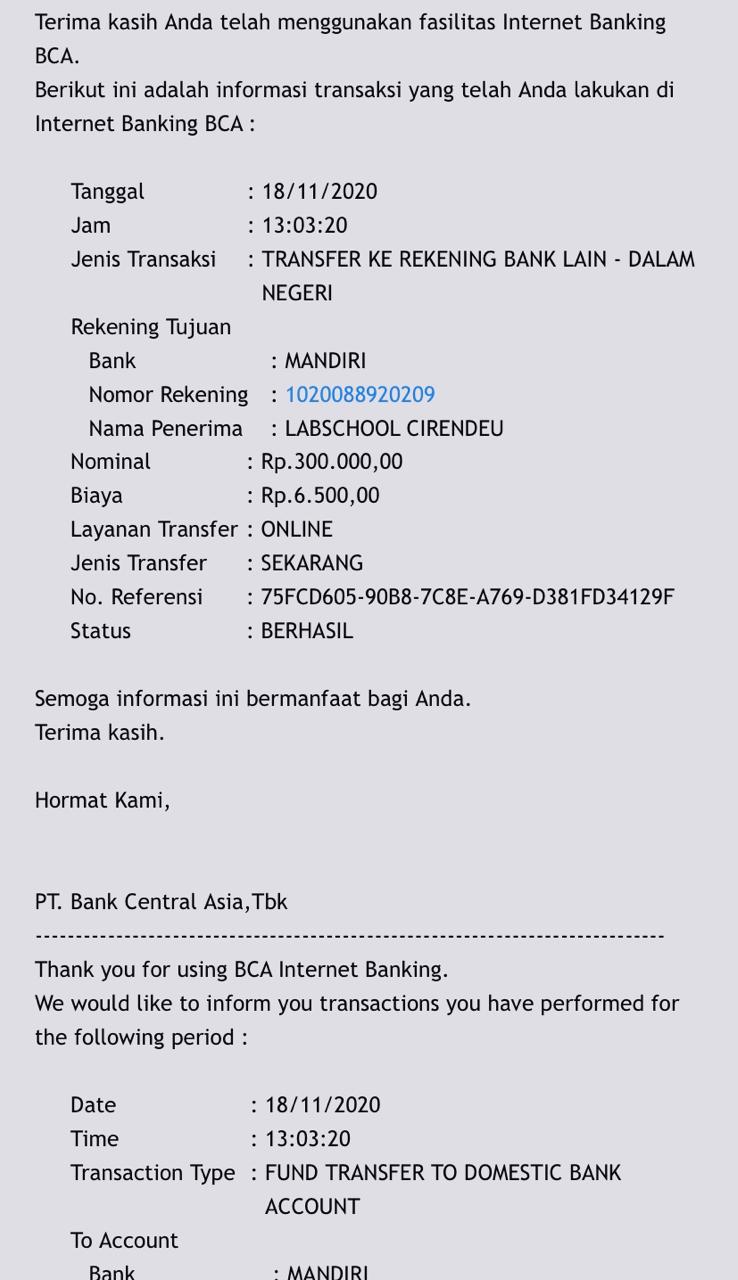 Terima kasih Anda telah menggunakan fasilitas Internet Banking
BCA.
Berikut ini adalah informasi transaksi yang telah Anda lakukan di
Internet Banking BCA :
Tanggal : 18/11/2020
Jam : 13:03:20
Jenis Transaksi : TRANSFER KE REKENING BANK LAIN - DALAM
NEGERI
Rekening Tujuan
Bank : MANDIRI
Nomor Rekening : 1020088920209
Nama Penerima : LABSCHOOL CIRENDEU
Nominal : Rp.300.000,00
Biaya : Rp.6.500,00
Layanan Transfer : ONLINE
Jenis Transfer : SEKARANG
No. Referensi : 75FCD605-90B8-7C8E-A769-D381FD34129F
Status : BERHASIL
Semoga informasi ini bermanfaat bagi Anda.
Terima kasih.
Hormat Kami,
PT. Bank Central Asia,Tbk
------------------------------------------------------------------------------
Thank you for using BCA Internet Banking.
We would like to inform you transactions you have performed for
the following period :
Date : 18/11/2020
Time : 13:03:20
Transaction Type : FUND TRANSFER TO DOMESTIC BANK
ACCOUNT
To Account
Bank : MANDIRI